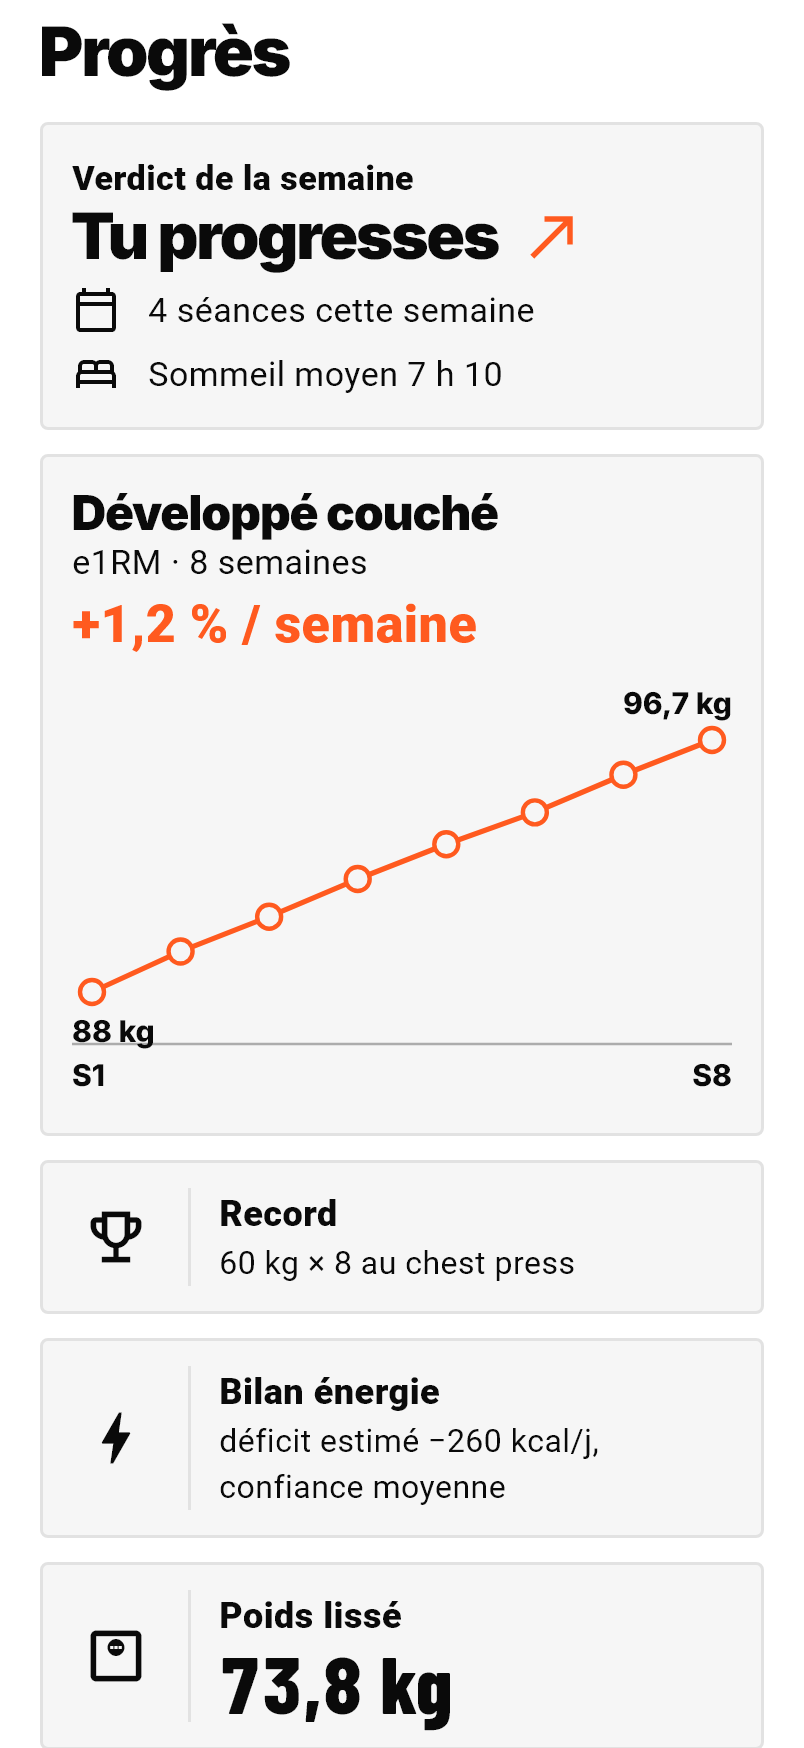 Progrès
Verdict de la semaine
Tu progresses
4 séances cette semaine
Sommeil moyen 7 h 10
Développé couché
e1RM · 8 semaines
+1,2 % / semaine
96,7 kg
88 kg
S1
S8
Record
60 kg × 8 au chest press
Bilan énergie
déficit estimé −260 kcal/j,
confiance moyenne
Poids lissé
73,8 kg